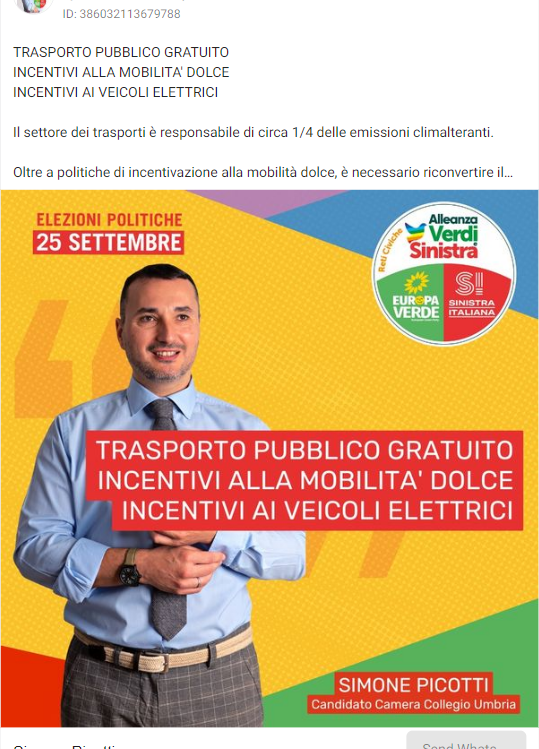 ID: 386032113679788
TRASPORTO PUBBLICO GRATUITO
INCENTIVI ALLA MOBILITA' DOLCE
INCENTIVI AI VEICOLI ELETTRICI
Il settore dei trasporti è responsabile di circa 1/4 delle emissioni climalteranti.
Oltre a politiche di incentivazione alla mobilità dolce, è necessario riconvertire il...
ELEZIONI POLITICHE
25 SETTEMBRE
Reti Civiche
Alleanza
Verdi
Sinistra
EUROPA
VERDE
SI
SINISTRA
ITALIANA
TRASPORTO PUBBLICO GRATUITO
INCENTIVI ALLA MOBILITA' DOLCE
INCENTIVI AI VEICOLI ELETTRICI
SIMONE PICOTTI
Candidato Camera Collegio Umbria